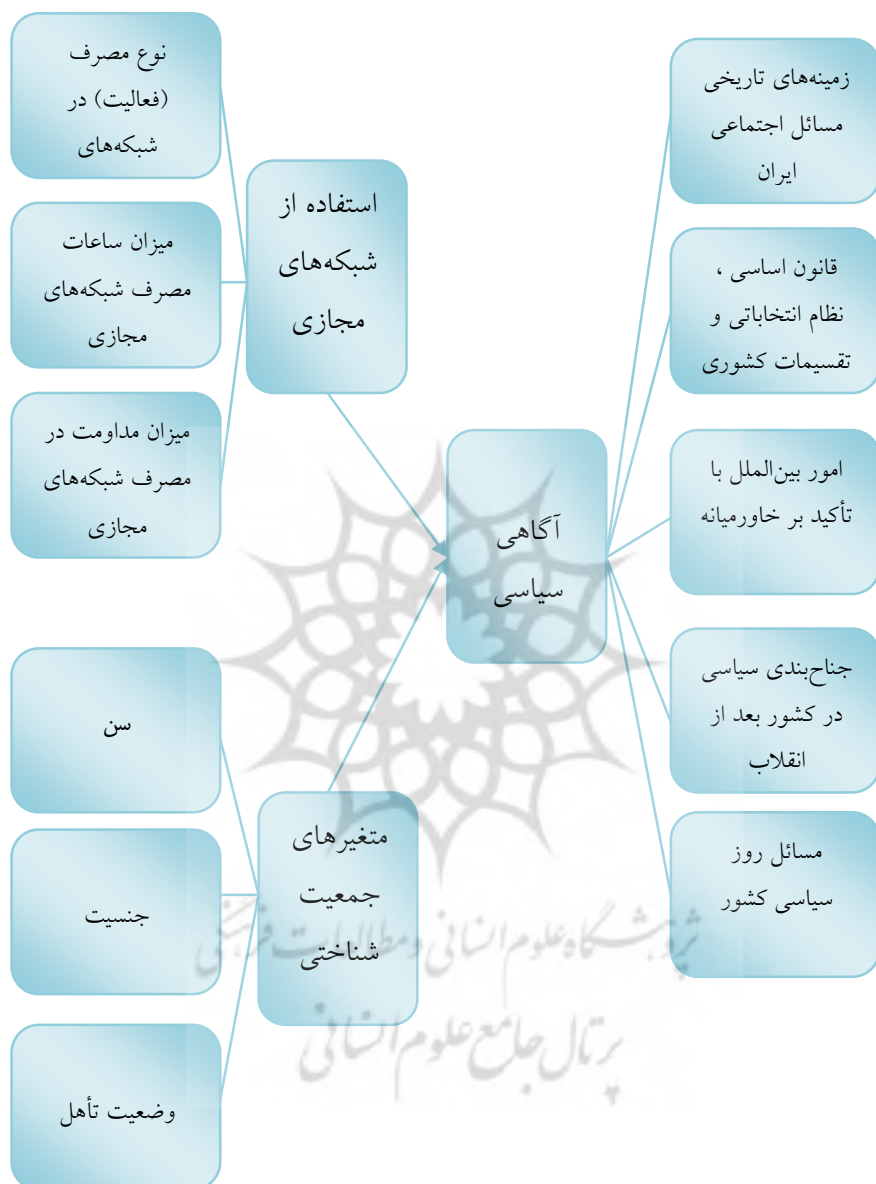 زمینه‌های تاریخی
مسائل اجتماعی
ایران
قانون اساسی ،
نظام انتخاباتی و
تقسیمات کشوری
امور بین‌الملل با
تأکید بر خاورمیانه
جناح‌بندی سیاسی
در کشور بعد از
انقلاب
مسائل روز
سیاسی کشور
آگاهی
سیاسی
استفاده از
شبکه‌های
مجازی
متغیرهای
جمعیت
شناختی
نوع مصرف
(فعالیت) در
شبکه‌های
میزان ساعات
مصرف شبکه‌های
مجازی
میزان مداومت در
مصرف شبکه‌های
مجازی
سن
جنسیت
وضعیت تأهل
پژوهشگاه علوم انسانی و مطالعات فرهنگی
پرتال جامع علوم انسانی